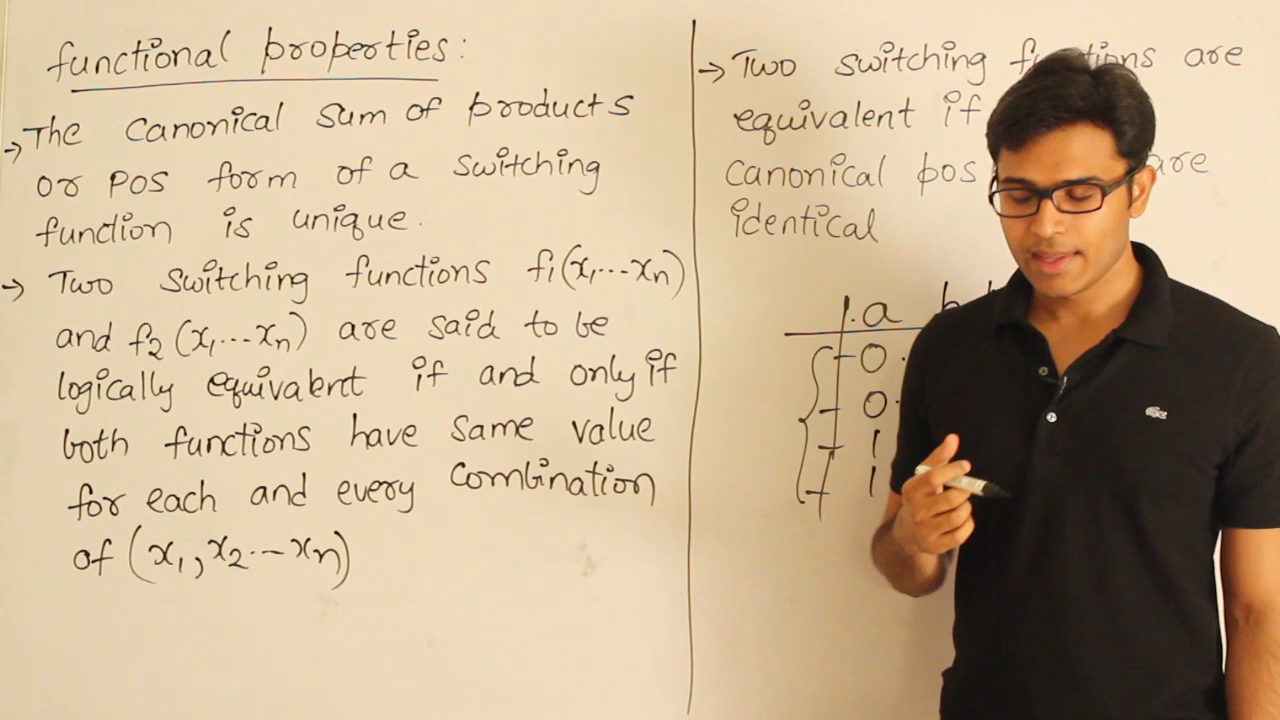 functional properties:
→ The canonical sum of products
or POS form of a switching
function is unique.
→ Two switching functions f1(x1,...xn)
and f2(x1...xn) are said to be
logically equivalent if and only if
both functions have same value
for each and every combination
of (x1,x2..-xn)
→ Two switching functions are
equivalent if
canonical pos are
identical
a
0
0
1
1